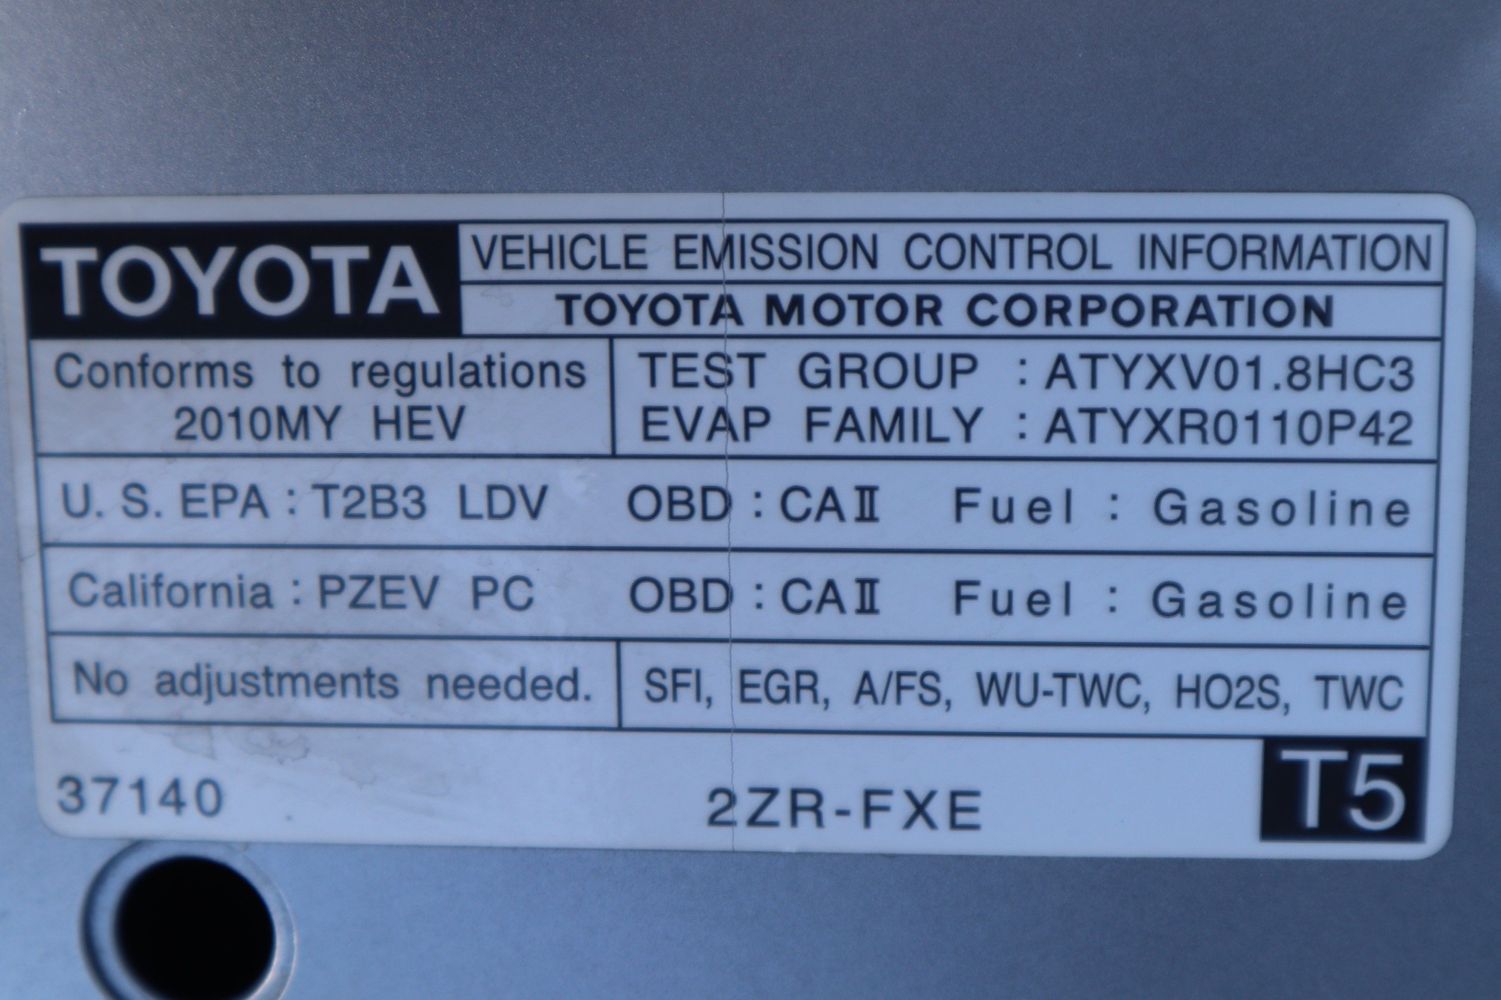 TOYOTA
VEHICLE EMISSION CONTROL INFORMATION
TOYOTA MOTOR CORPORATION
Conforms to regulations
2010MY HEV
TEST GROUP : ATYXV01.8HC3
EVAP FAMILY : ATYXR0110P42
U. S. EPA : T2B3 LDV OBD : CAⅡ Fuel : Gasoline
California : PZEV PC OBD : CAⅡ Fuel : Gasoline
No adjustments needed.
SFI, EGR, A/FS, WU-TWC, HO2S, TWC
37140
2ZR-FXE
T5